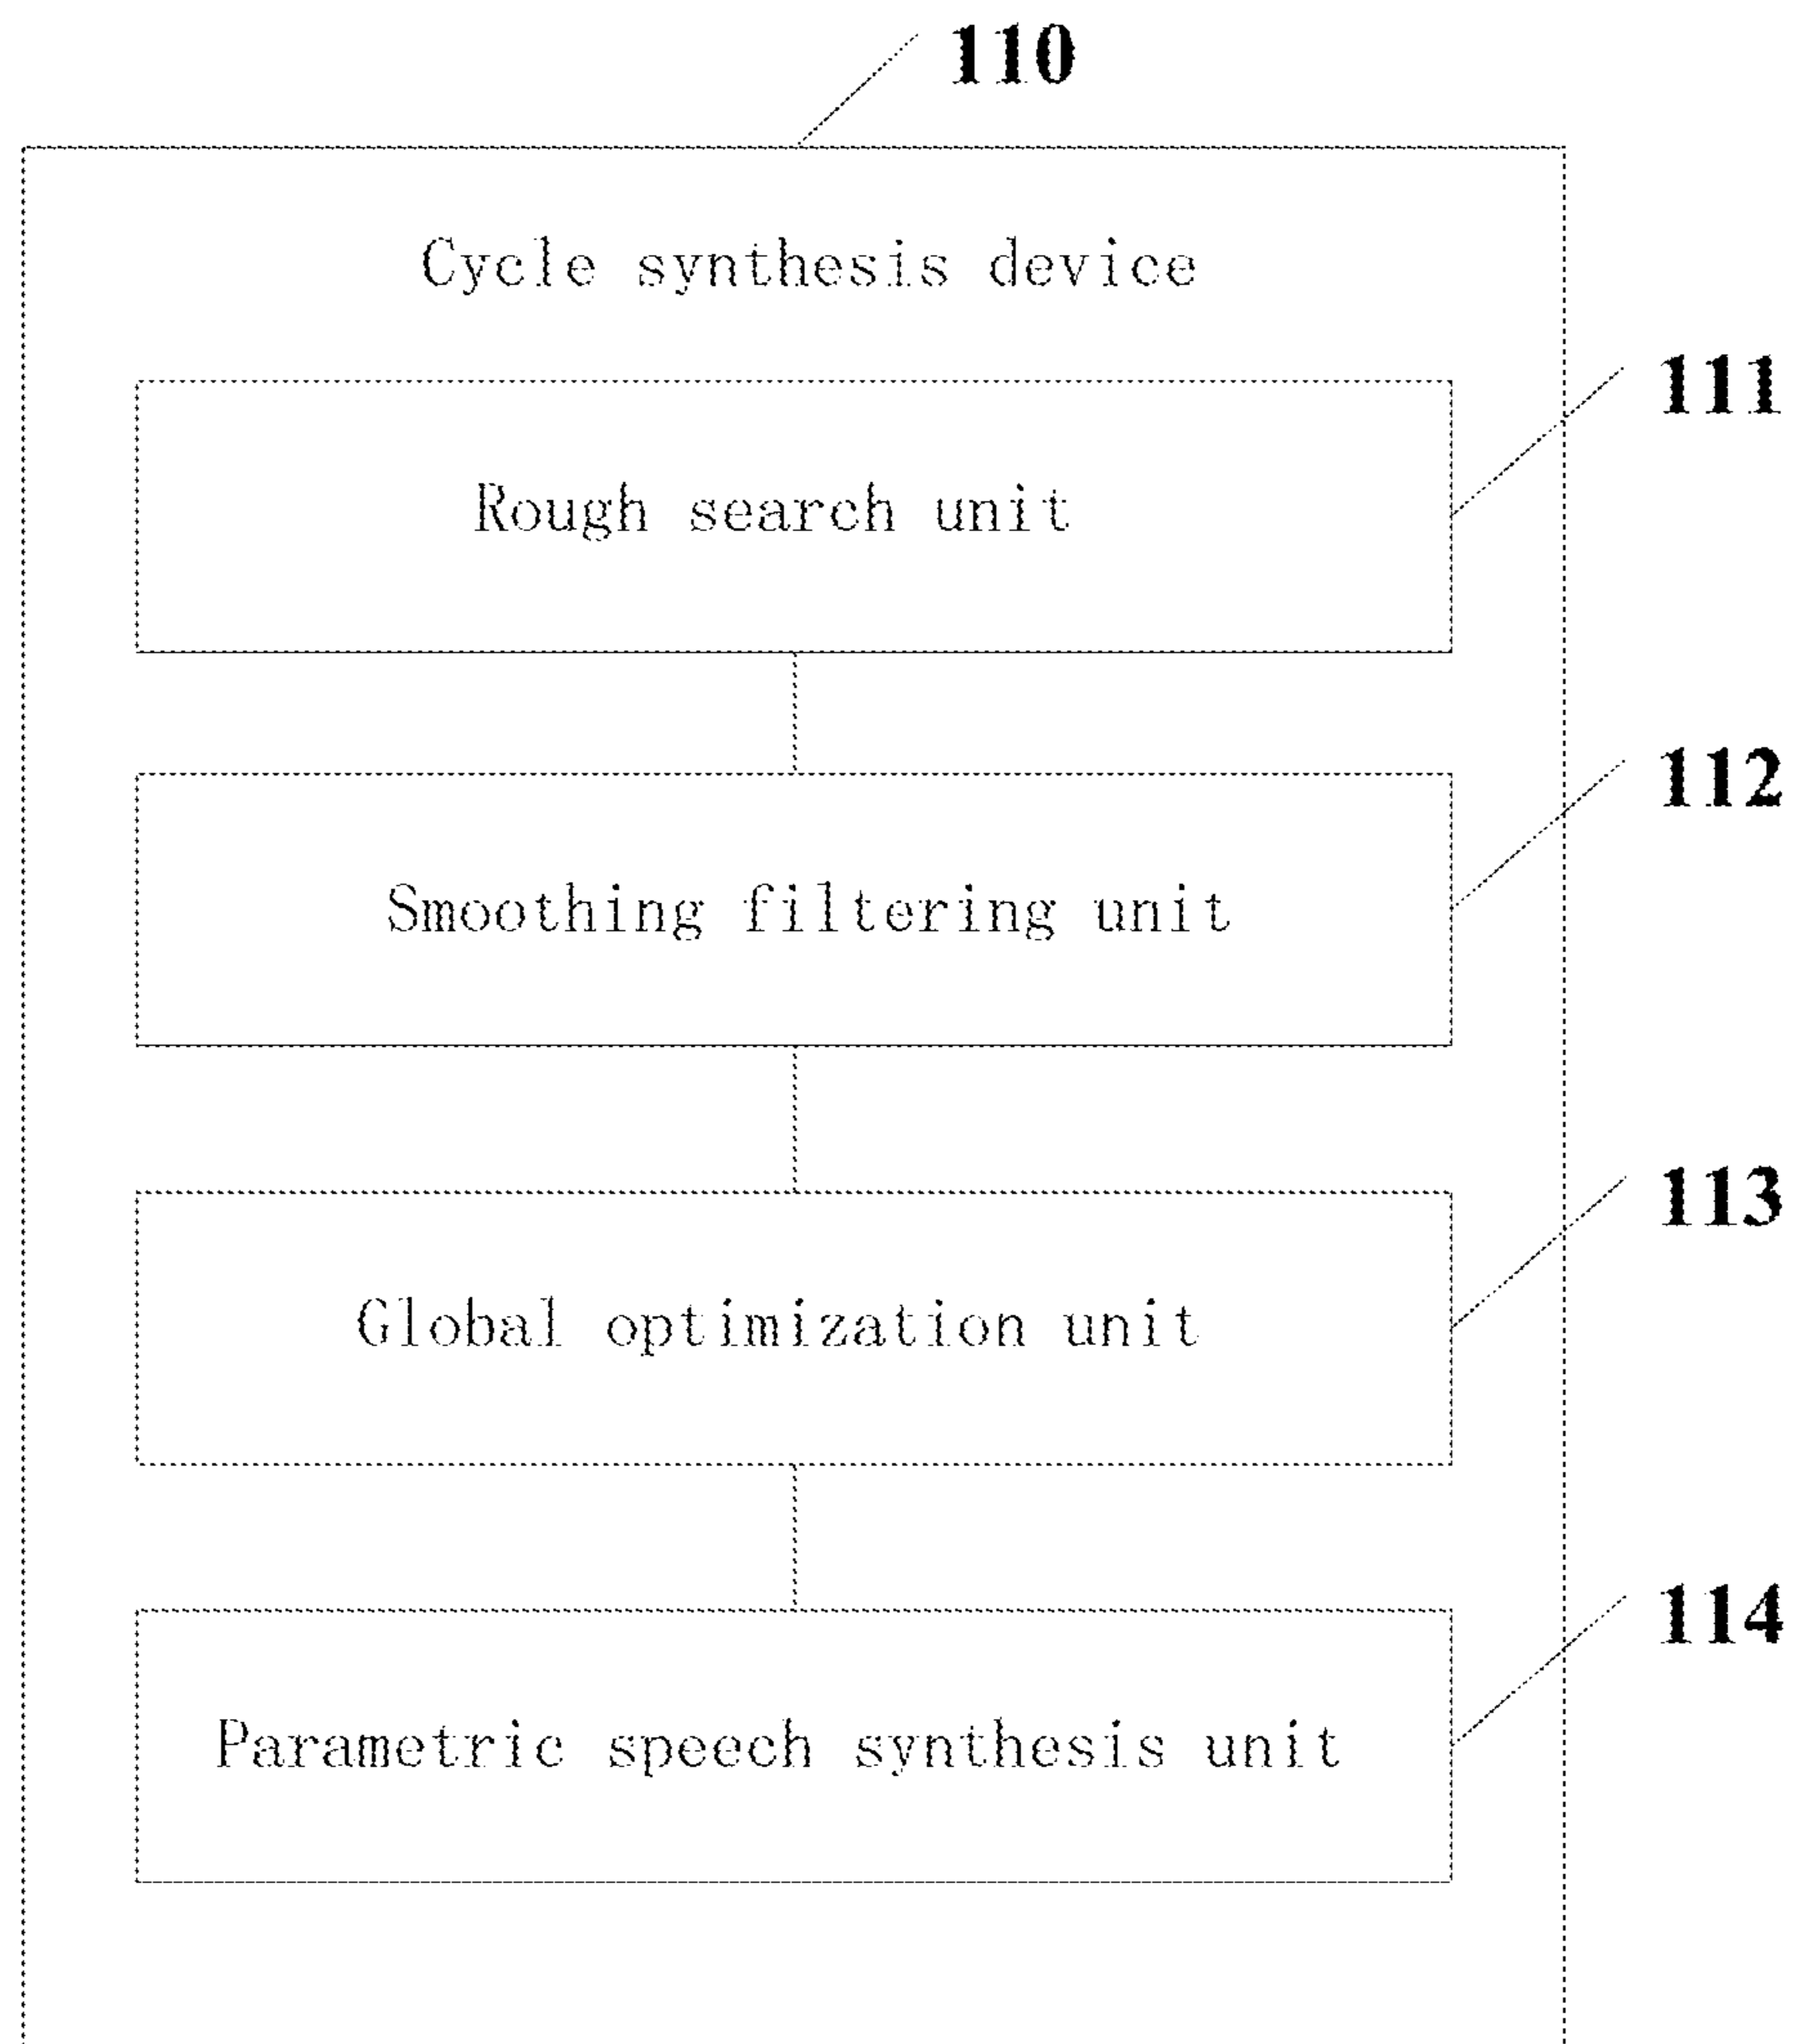 110
Cycle synthesis device
111
Rough search unit
112
Smoothing filtering unit
113
Global optimization unit
114
Parametric speech synthesis unit